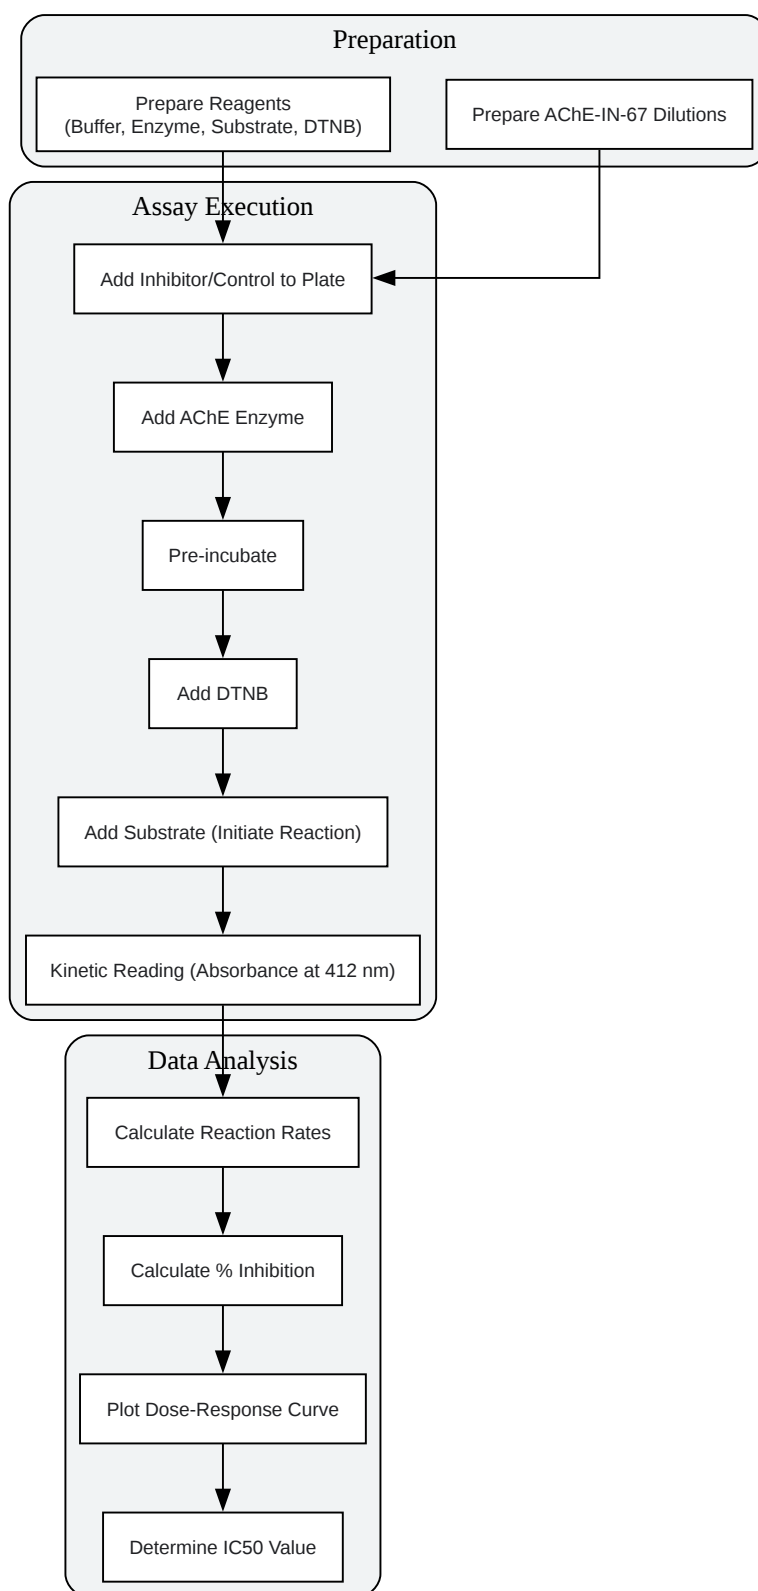 Preparation
Prepare Reagents
(Buffer, Enzyme, Substrate, DTNB)
Prepare AChE-IN-67 Dilutions
Assay Execution
Add Inhibitor/Control to Plate
Add AChE Enzyme
Pre-incubate
Add DTNB
Add Substrate (Initiate Reaction)
Kinetic Reading (Absorbance at 412 nm)
Data Analysis
Calculate Reaction Rates
Calculate % Inhibition
Plot Dose-Response Curve
Determine IC50 Value